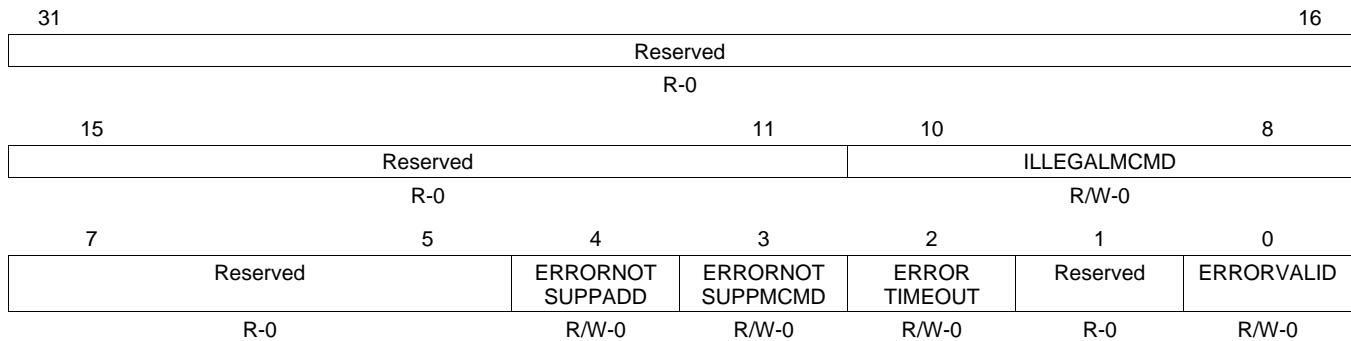 31 16
Reserved
R-0
15 11 10 8
Reserved ILLEGALMCMD
R-0 R/W-0
7 5 4 3 2 1 0
Reserved ERRORNOT ERRORNOT ERROR Reserved ERRORVALID
SUPPADD SUPPMCMD TIMEOUT
R-0 R/W-0 R/W-0 R/W-0 R-0 R/W-0